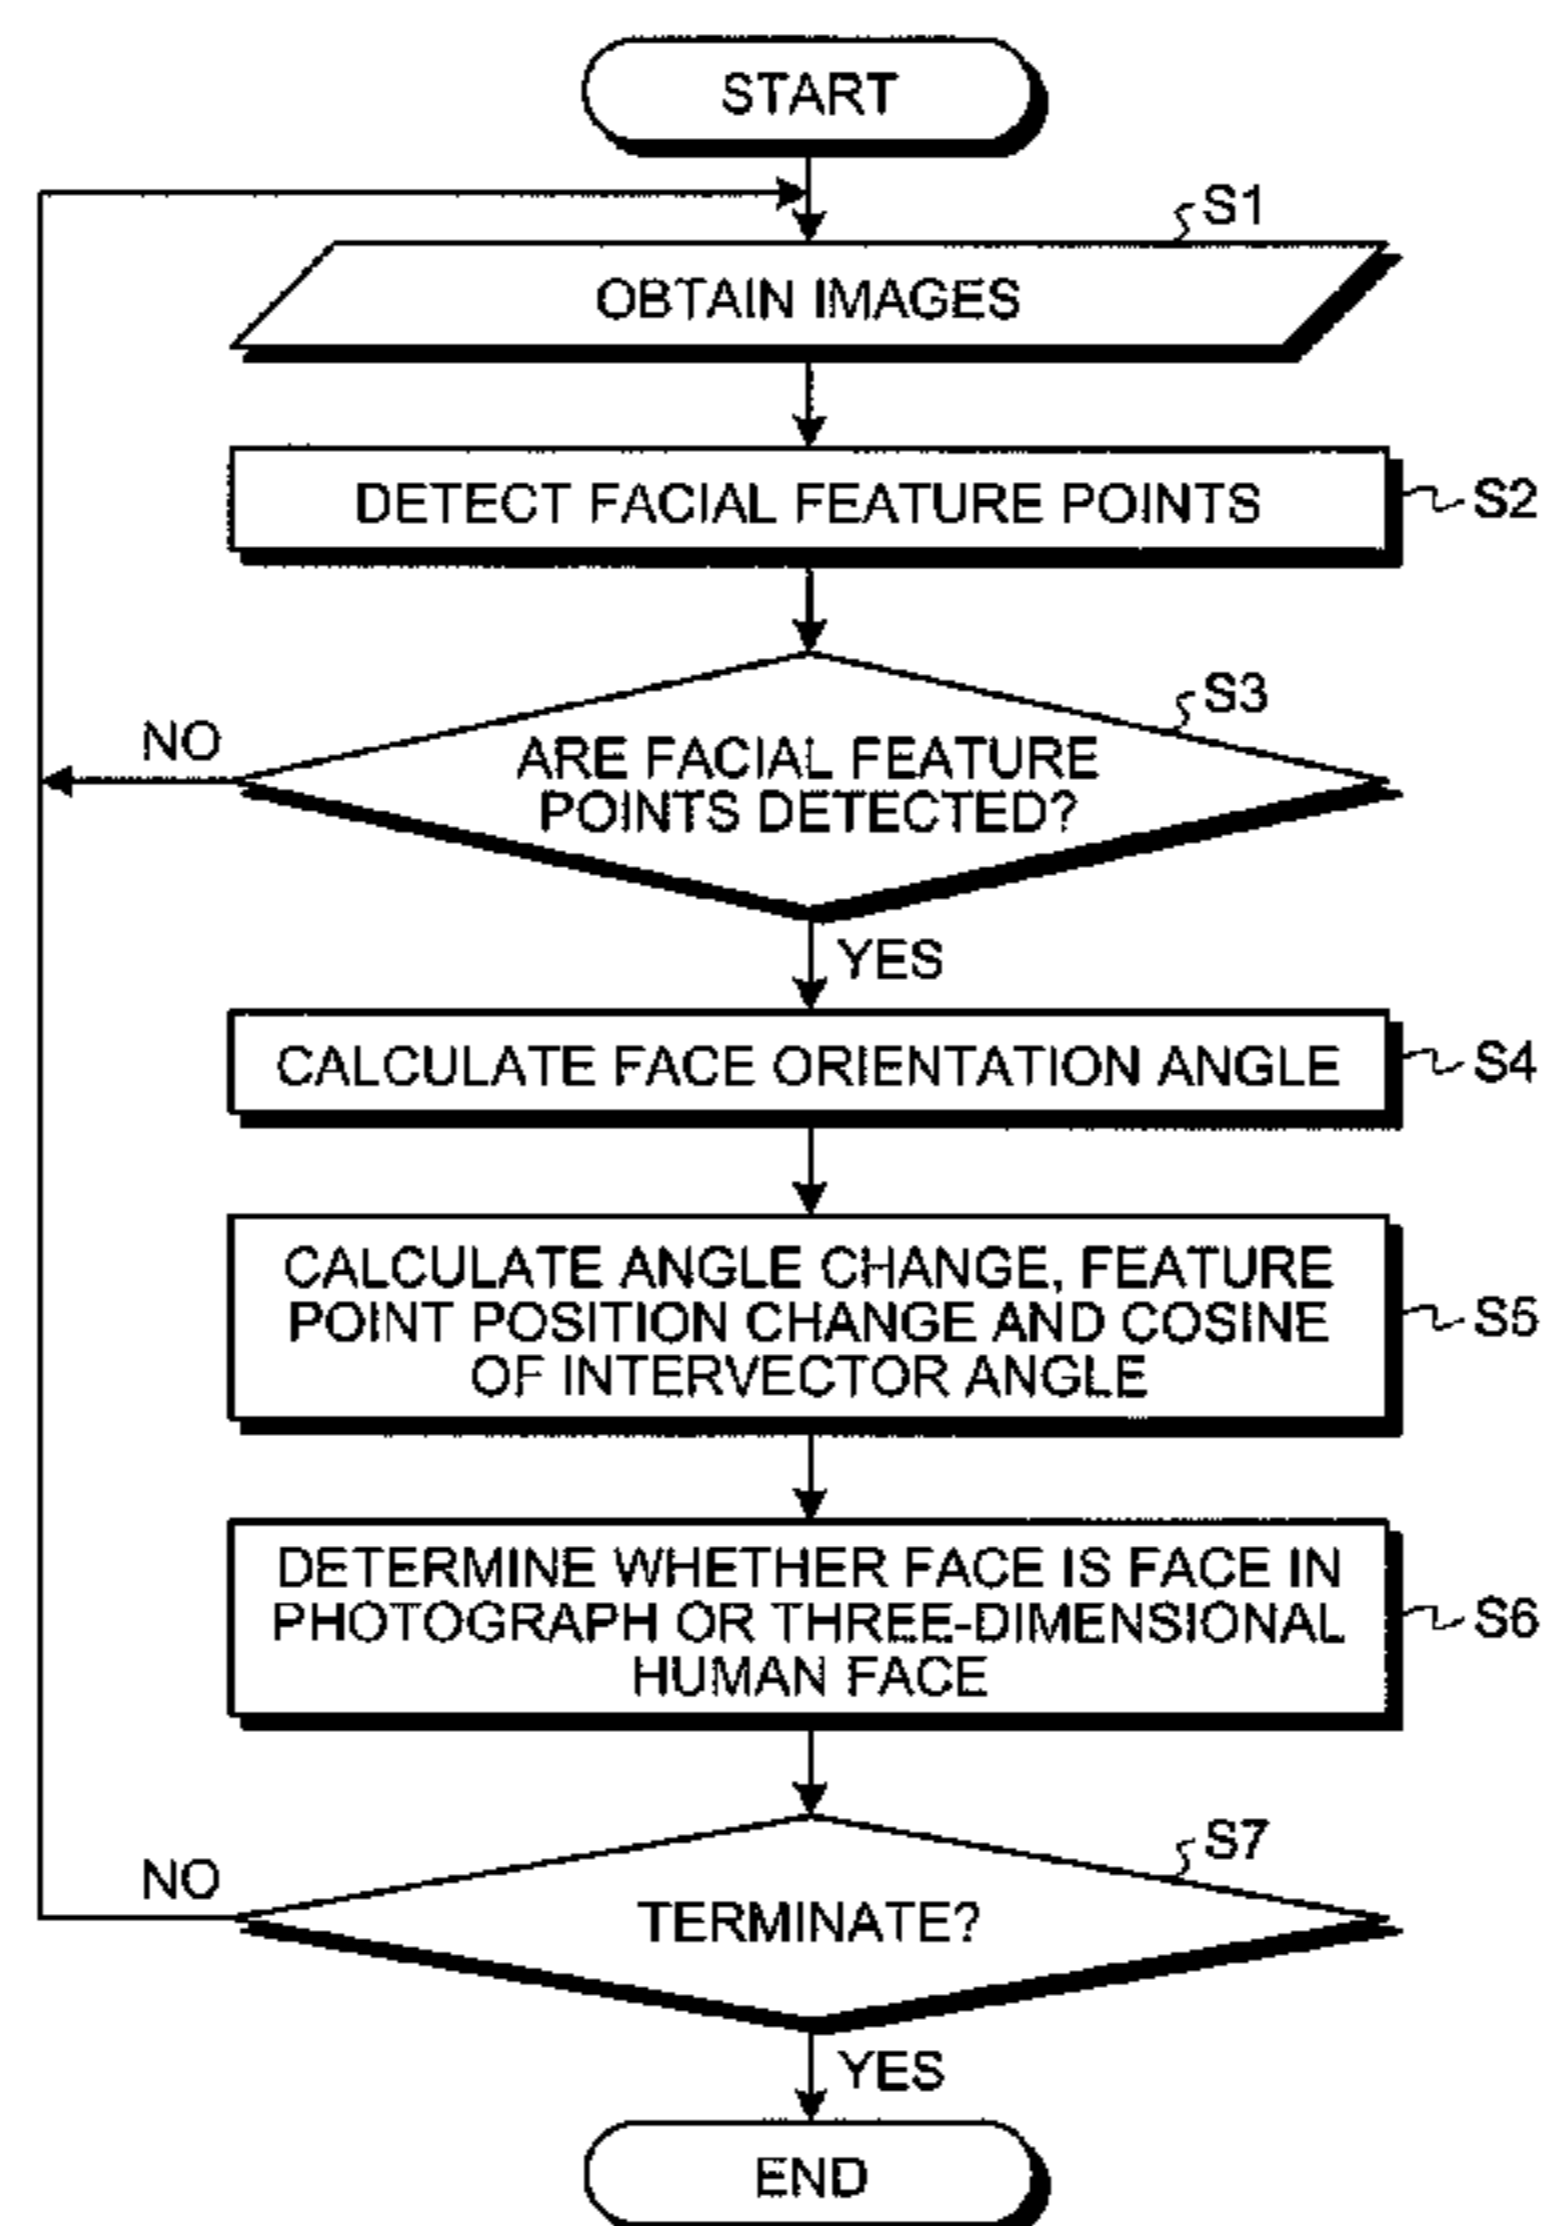 START
S1
OBTAIN IMAGES
DETECT FACIAL FEATURE POINTS
S2
S3
NO
ARE FACIAL FEATURE
POINTS DETECTED?
YES
CALCULATE FACE ORIENTATION ANGLE
S4
CALCULATE ANGLE CHANGE, FEATURE
POINT POSITION CHANGE AND COSINE
OF INTERVECTOR ANGLE
S5
DETERMINE WHETHER FACE IS FACE IN
PHOTOGRAPH OR THREE-DIMENSIONAL
HUMAN FACE
S6
S7
NO
TERMINATE?
YES
END